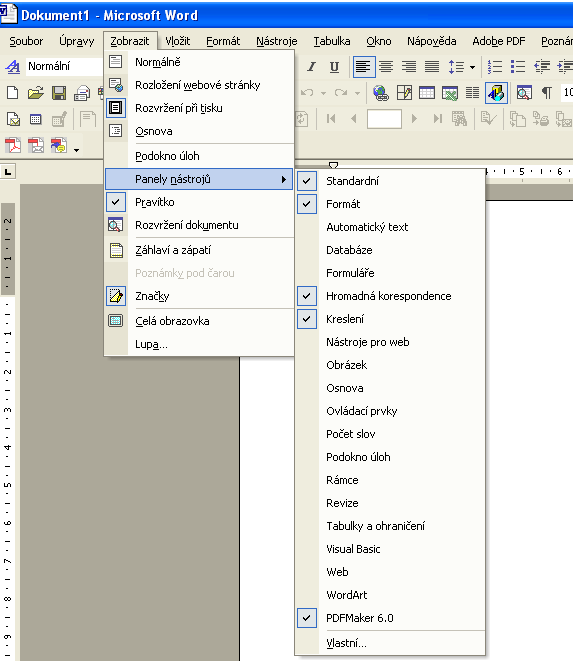 Dokument1 - Microsoft Word
Soubor Úpravy Zobrazit Vložit Formát Nástroje Tabulka Okno Nápověda Adobe PDF Poznám
Normální
Normálně
Rozložení webové stránky
Rozvržení při tisku
Osnova
Podokno úloh
Panely nástrojů
Pravítko
Rozvržení dokumentu
Záhlaví a zápatí
Poznámky pod čarou
Značky
Celá obrazovka
Lupa...
Standardní
Formát
Automatický text
Databáze
Formuláře
Hromadná korespondence
Kreslení
Nástroje pro web
Obrázek
Osnova
Ovládací prvky
Počet slov
Podokno úloh
Rámce
Revize
Tabulky a ohraničení
Visual Basic
Web
WordArt
PDFMaker 6.0
Vlastní...